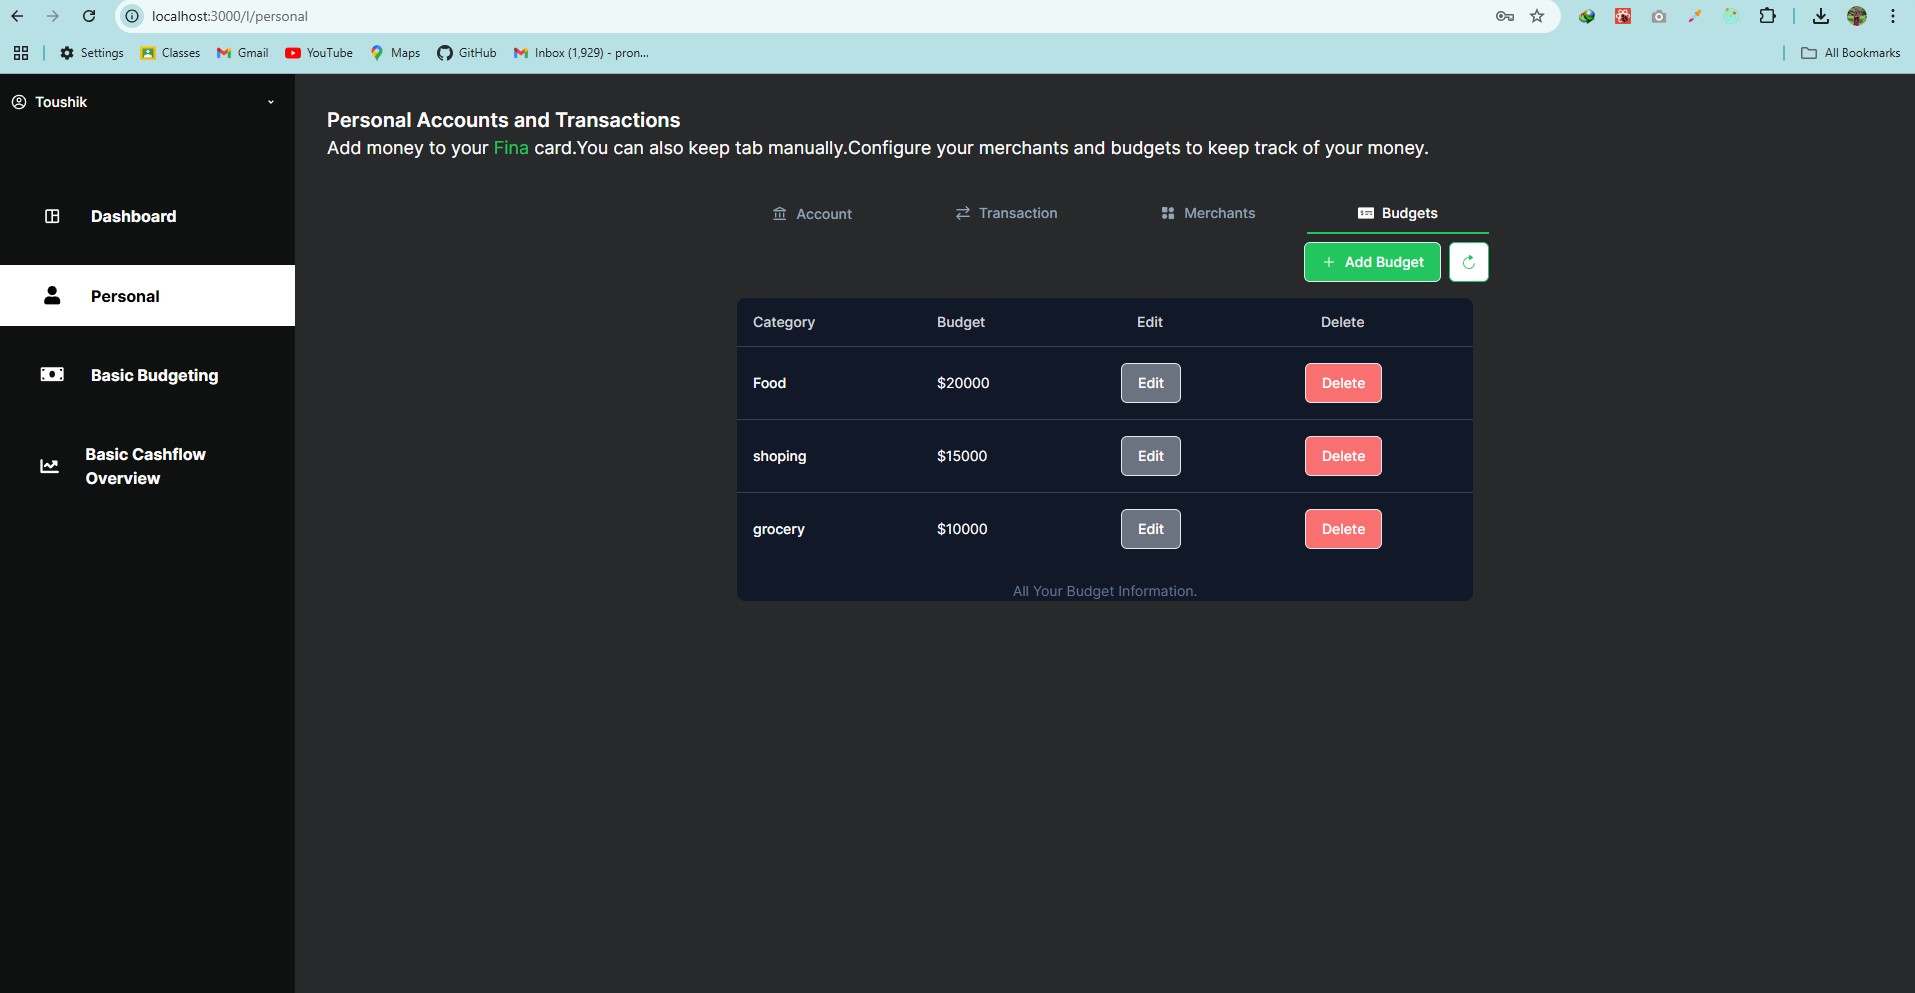 localhost:3000/l/personal
Settings
Classes
Gmail
YouTube
Maps
GitHub
Inbox (1,929) - pron...
All Bookmarks
Toushik
Dashboard
Personal
Basic Budgeting
Basic Cashflow
Overview
Personal Accounts and Transactions
Add money to your Fina card.You can also keep tab manually.Configure your merchants and budgets to keep track of your money.
Account
Transaction
Merchants
Budgets
+ Add Budget
Category Budget Edit Delete
Food $20000 Edit Delete
shoping $15000 Edit Delete
grocery $10000 Edit Delete
All Your Budget Information.